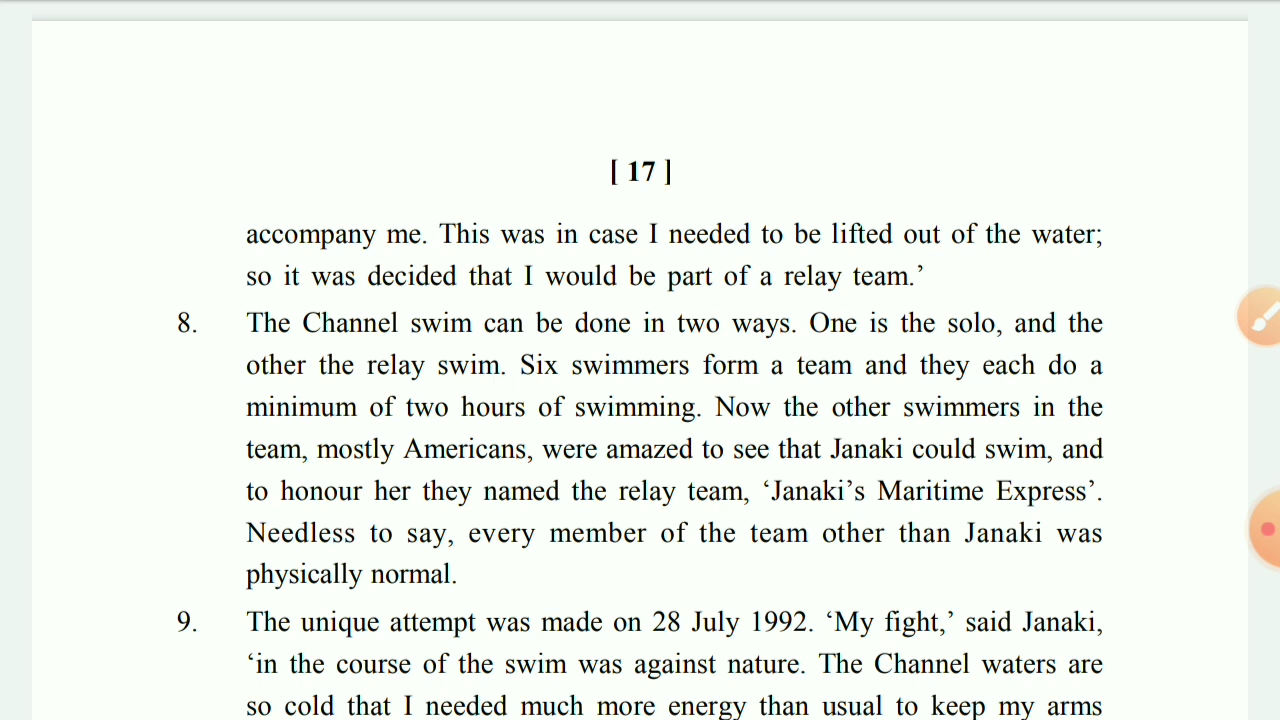 [ 17 ]
accompany me. This was in case I needed to be lifted out of the water;
so it was decided that I would be part of a relay team.’
8. The Channel swim can be done in two ways. One is the solo, and the
other the relay swim. Six swimmers form a team and they each do a
minimum of two hours of swimming. Now the other swimmers in the
team, mostly Americans, were amazed to see that Janaki could swim, and
to honour her they named the relay team, ‘Janaki’s Maritime Express’.
Needless to say, every member of the team other than Janaki was
physically normal.
9. The unique attempt was made on 28 July 1992. ‘My fight,’ said Janaki,
‘in the course of the swim was against nature. The Channel waters are
so cold that I needed much more energy than usual to keep my arms